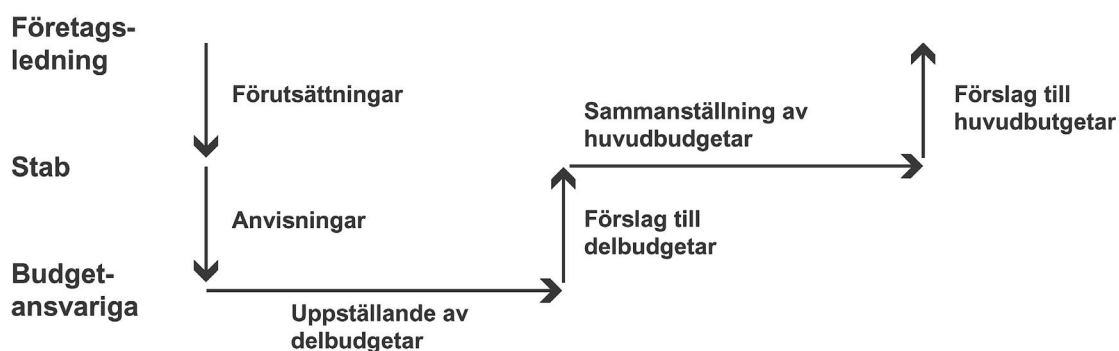 Företags-
ledning
Förutsättningar
Sammanställning av
huvudbudgetar
Förslag till
huvudbutgetar
Stab
Anvisningar
Förslag till
delbudgetar
Budget-
ansvariga
Uppställande av
delbudgetar